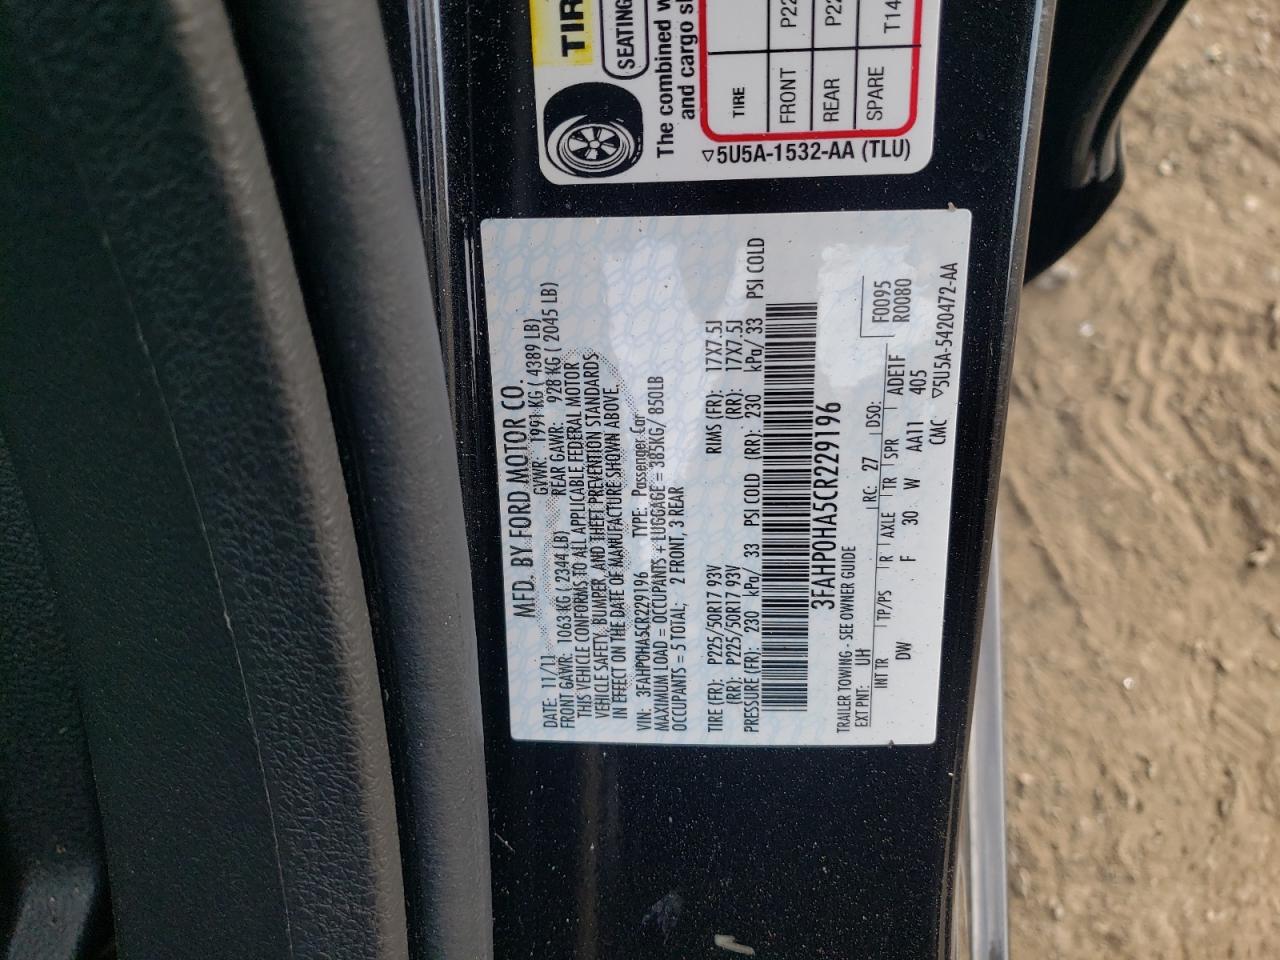 TIR
SEATING
The combined w
and cargo s
TIRE
FRONT P22
REAR P22
SPARE T14
▽5U5A-1532-AA (TLU)
MFD. BY FORD MOTOR CO.
DATE: 11/11 GVWR: 1991 KG ( 4389 LB)
FRONT GAWR: 1063 KG ( 2344 LB) REAR GAWR: 928 KG ( 2045 LB)
THIS VEHICLE CONFORMS TO ALL APPLICABLE FEDERAL MOTOR
VEHICLE SAFETY, BUMPER, AND THEFT PREVENTION STANDARDS
IN EFFECT ON THE DATE OF MANUFACTURE SHOWN ABOVE.
VIN: 3FAHP0HA5CR229196 TYPE: Passenger Car
MAXIMUM LOAD = OCCUPANTS + LUGGAGE = 385KG/ 850LB
OCCUPANTS = 5 TOTAL; 2 FRONT, 3 REAR
TIRE (FR): P225/50R17 93V RIMS (FR): 17X7.5J
(RR): P225/50R17 93V (RR): 17X7.5J
PRESSURE (FR): 230 kPa/ 33 PSI COLD (RR): 230 kPa/ 33 PSI COLD
3FAHP0HA5CR229196
TRAILER TOWING - SEE OWNER GUIDE
F0095
R0080
EXT PNT: UH RC: 27 DSO:
INT TR TP/PS R AXLE TR SPR ADE1F
DW F 30 W AA11 405
CMC ▽5U5A-5420472-AA